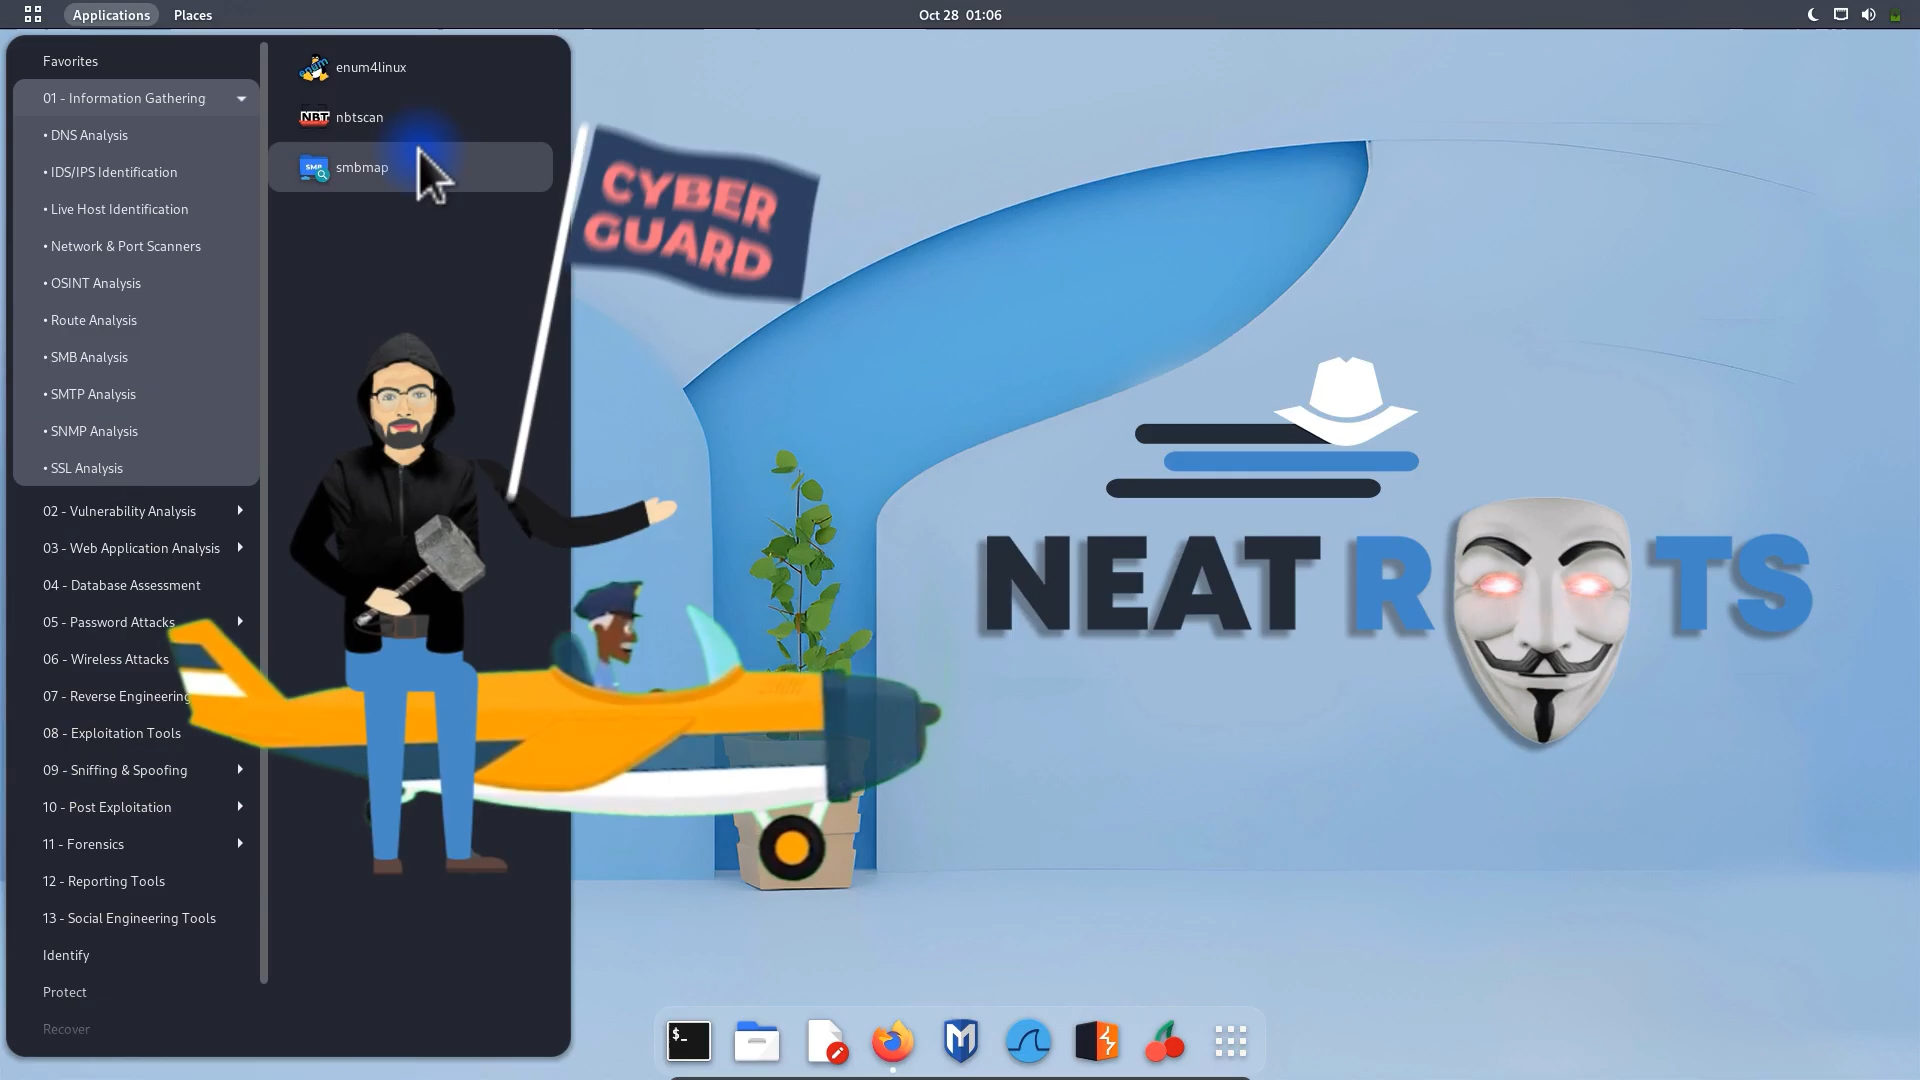 Applications
Places
Oct 28 01:06
Favorites
01 - Information Gathering
• DNS Analysis
• IDS/IPS Identification
• Live Host Identification
• Network & Port Scanners
• OSINT Analysis
• Route Analysis
• SMB Analysis
• SMTP Analysis
• SNMP Analysis
• SSL Analysis
02 - Vulnerability Analysis
03 - Web Application Analysis
04 - Database Assessment
05 - Password Attacks
06 - Wireless Attacks
07 - Reverse Engineering
08 - Exploitation Tools
09 - Sniffing & Spoofing
10 - Post Exploitation
11 - Forensics
12 - Reporting Tools
13 - Social Engineering Tools
Identify
Protect
Recover
enum4linux
NBT nbtscan
SMP smbmap
CYBER
GUARD
NEAT R TS
$_